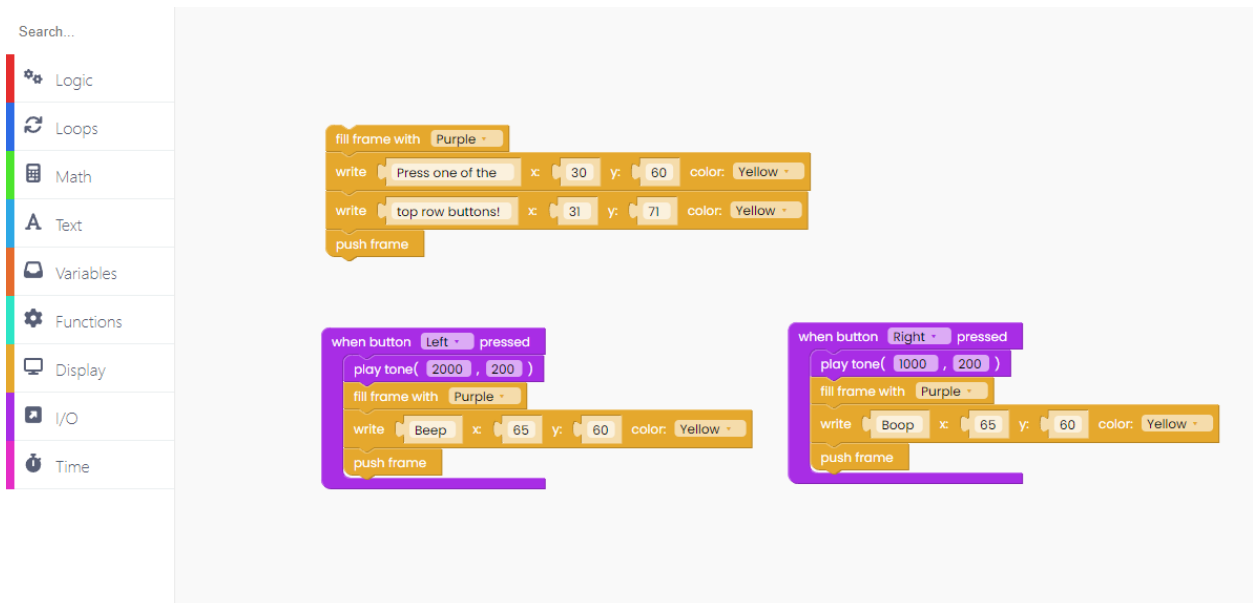 Search...
Logic
Loops
Math
Text
Variables
Functions
Display
I/O
Time
fill frame with Purple
write Press one of the x: 30 y: 60 color: Yellow
write top row buttons! x: 31 y: 71 color: Yellow
push frame
when button Left pressed
play tone( 2000 , 200 )
fill frame with Purple
write Beep x: 65 y: 60 color: Yellow
push frame
when button Right pressed
play tone( 1000 , 200 )
fill frame with Purple
write Boop x: 65 y: 60 color: Yellow
push frame